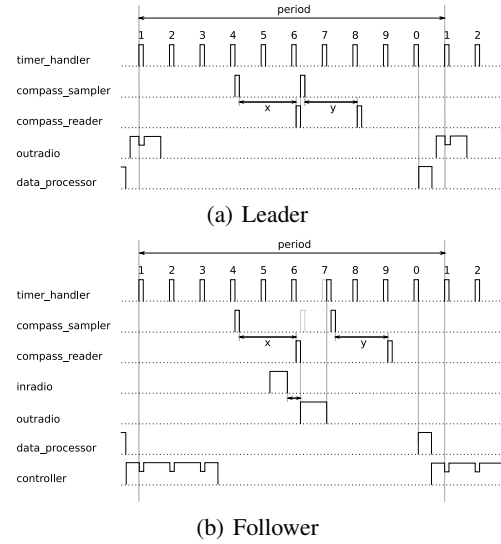 period
1 2 3 4 5 6 7 8 9 0 1 2
timer_handler
compass_sampler
x y
compass_reader
outradio
data_processor
(a) Leader
period
1 2 3 4 5 6 7 8 9 0 1 2
timer_handler
compass_sampler
x y
compass_reader
inradio
outradio
data_processor
controller
(b) Follower